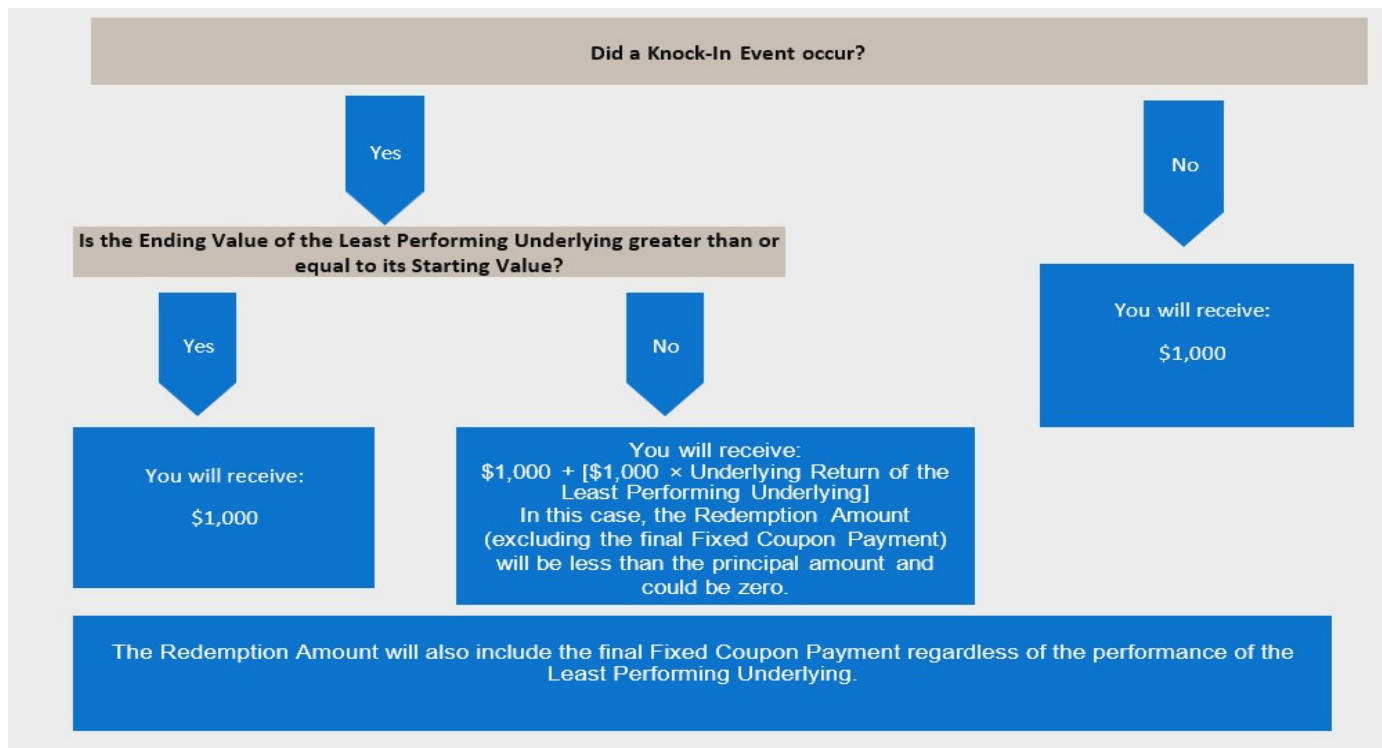 Did a Knock-In Event occur?
Yes
No
Is the Ending Value of the Least Performing Underlying greater than or
equal to its Starting Value?
Yes
No
You will receive:
$1,000
You will receive:
$1,000
You will receive:
$1,000 + [$1,000 × Underlying Return of the
Least Performing Underlying]
In this case, the Redemption Amount
(excluding the final Fixed Coupon Payment)
will be less than the principal amount and
could be zero.
The Redemption Amount will also include the final Fixed Coupon Payment regardless of the performance of the
Least Performing Underlying.